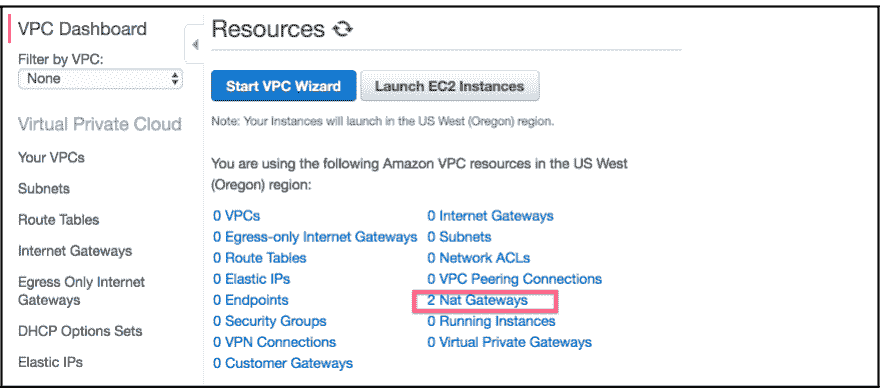 VPC Dashboard
Filter by VPC:
None
Virtual Private Cloud
Your VPCs
Subnets
Route Tables
Internet Gateways
Egress Only Internet
Gateways
DHCP Options Sets
Elastic IPs
Resources
Start VPC Wizard
Launch EC2 Instances
Note: Your Instances will launch in the US West (Oregon) region.
You are using the following Amazon VPC resources in the US West
(Oregon) region:
0 VPCs
0 Internet Gateways
0 Egress-only Internet Gateways
0 Subnets
0 Route Tables
0 Network ACLs
0 Elastic IPs
0 VPC Peering Connections
0 Endpoints
2 Nat Gateways
0 Security Groups
0 Running Instances
0 VPN Connections
0 Virtual Private Gateways
0 Customer Gateways